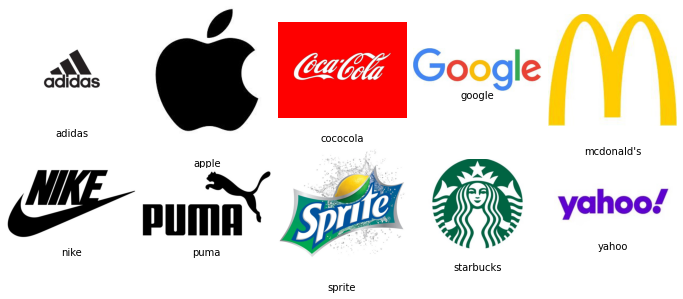 adidas
Coca-Cola
Google
google
adidas
cococola
mcdonald's
apple
NIKE
PUMA
Sprite
yahoo!
nike
puma
yahoo
starbucks
sprite